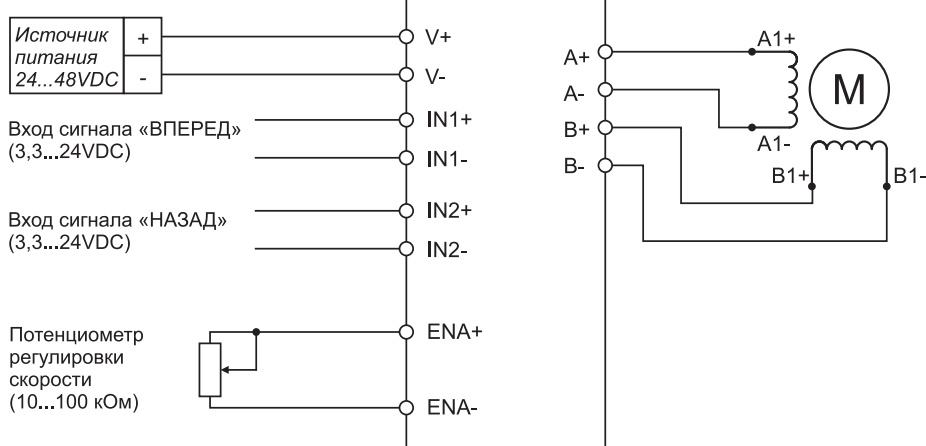 Источник
питания
24...48VDC
+
-
V+
V-
Вход сигнала «ВПЕРЕД»
(3,3...24VDC)
IN1+
IN1-
Вход сигнала «НАЗАД»
(3,3...24VDC)
IN2+
IN2-
Потенциометр
регулировки
скорости
(10...100 кОм)
ENA+
ENA-
A+
A-
B+
B-
A1+
A1-
M
B1+
B1-